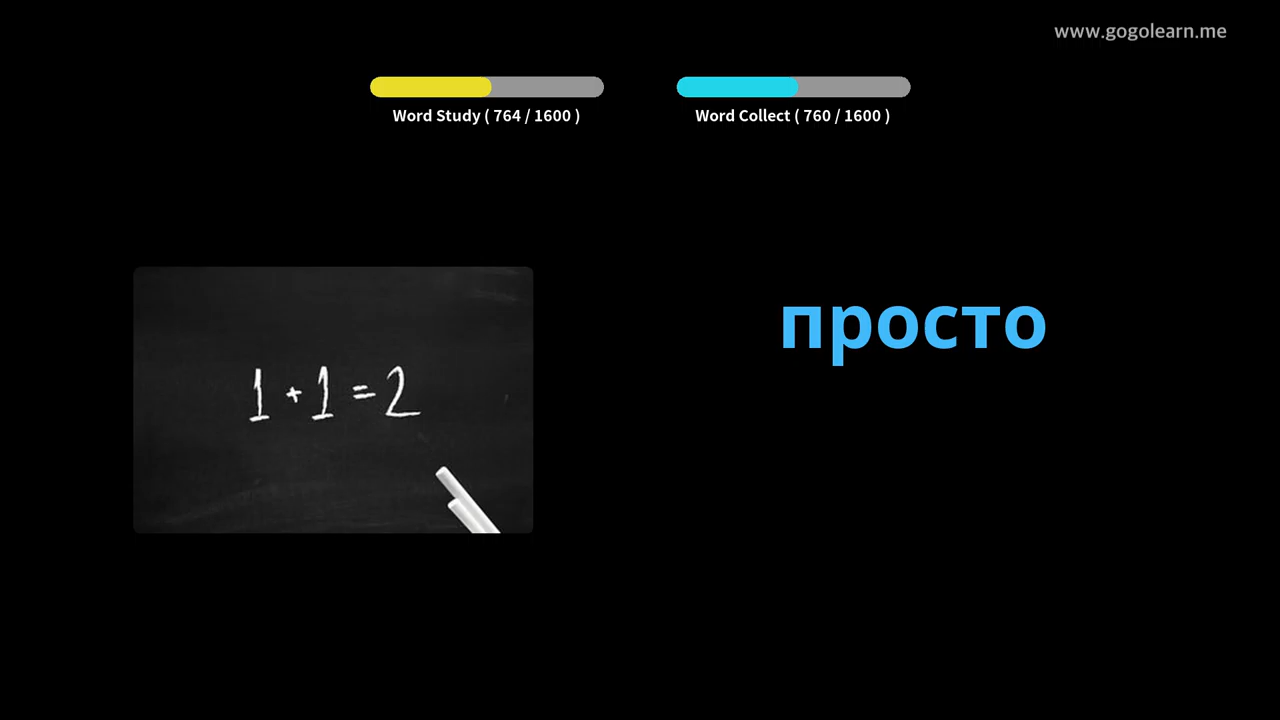 www.gogolearn.me
Word Study ( 764 / 1600 )
Word Collect ( 760 / 1600 )
просто
1 + 1 = 2